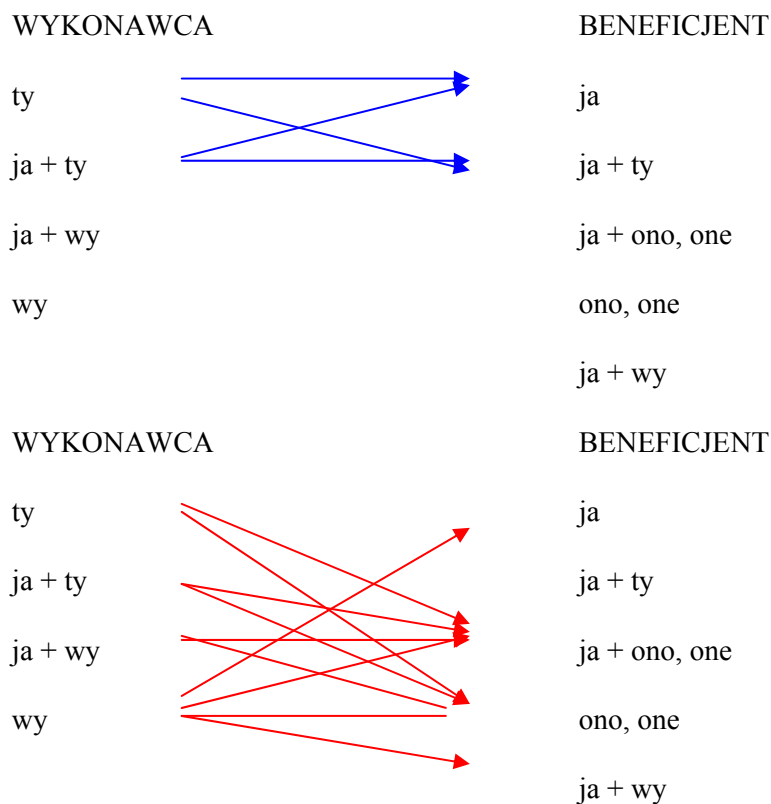 WYKONAWCA BENEFICJENT
ty ja
ja + ty ja + ty
ja + wy ja + ono, one
wy ono, one
ja + wy
WYKONAWCA BENEFICJENT
ty ja
ja + ty ja + ty
ja + wy ja + ono, one
wy ono, one
ja + wy